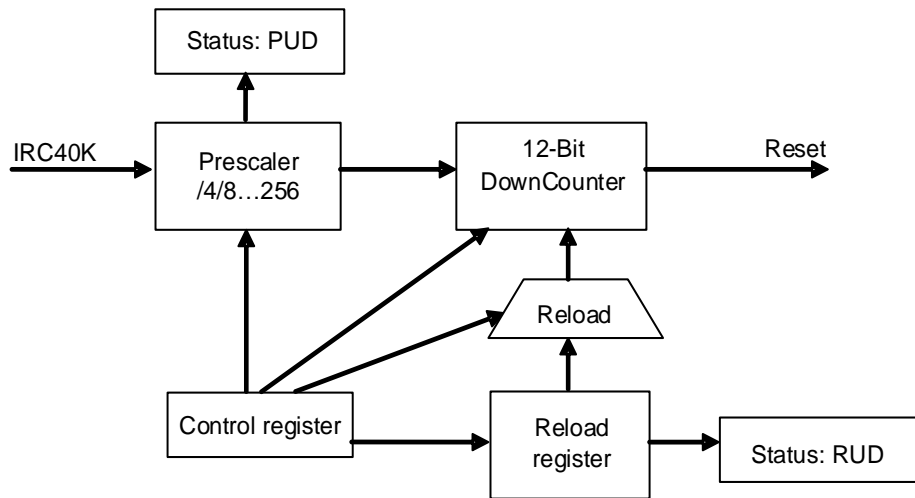 Status: PUD
IRC40K
Prescaler
/4/8…256
12-Bit
DownCounter
Reset
Reload
Control register
Reload
register
Status: RUD